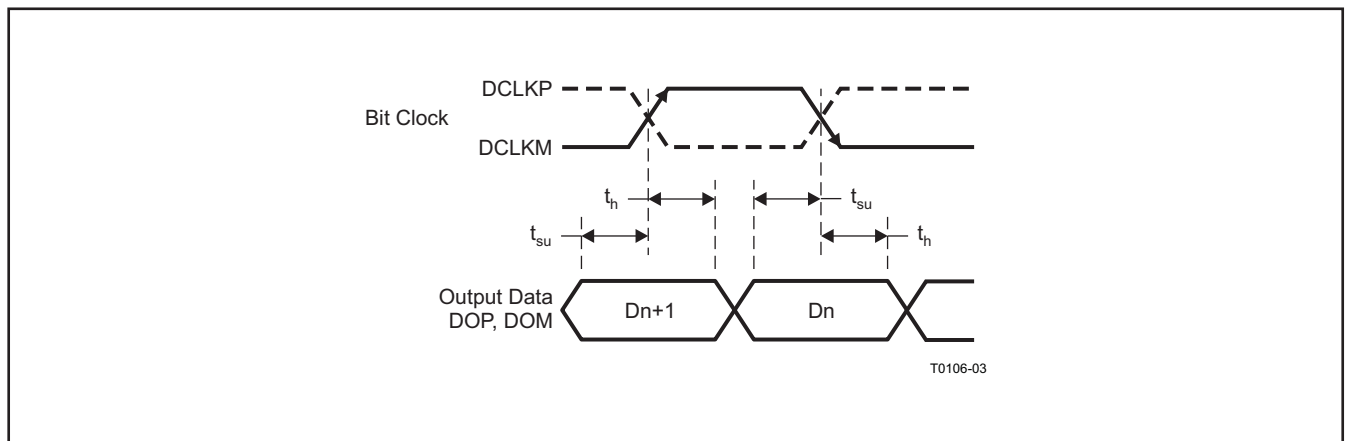 DCLKP
Bit Clock
DCLKM
t_h
t_su
t_su
t_h
Output Data
DOP, DOM
Dn+1
Dn
T0106-03